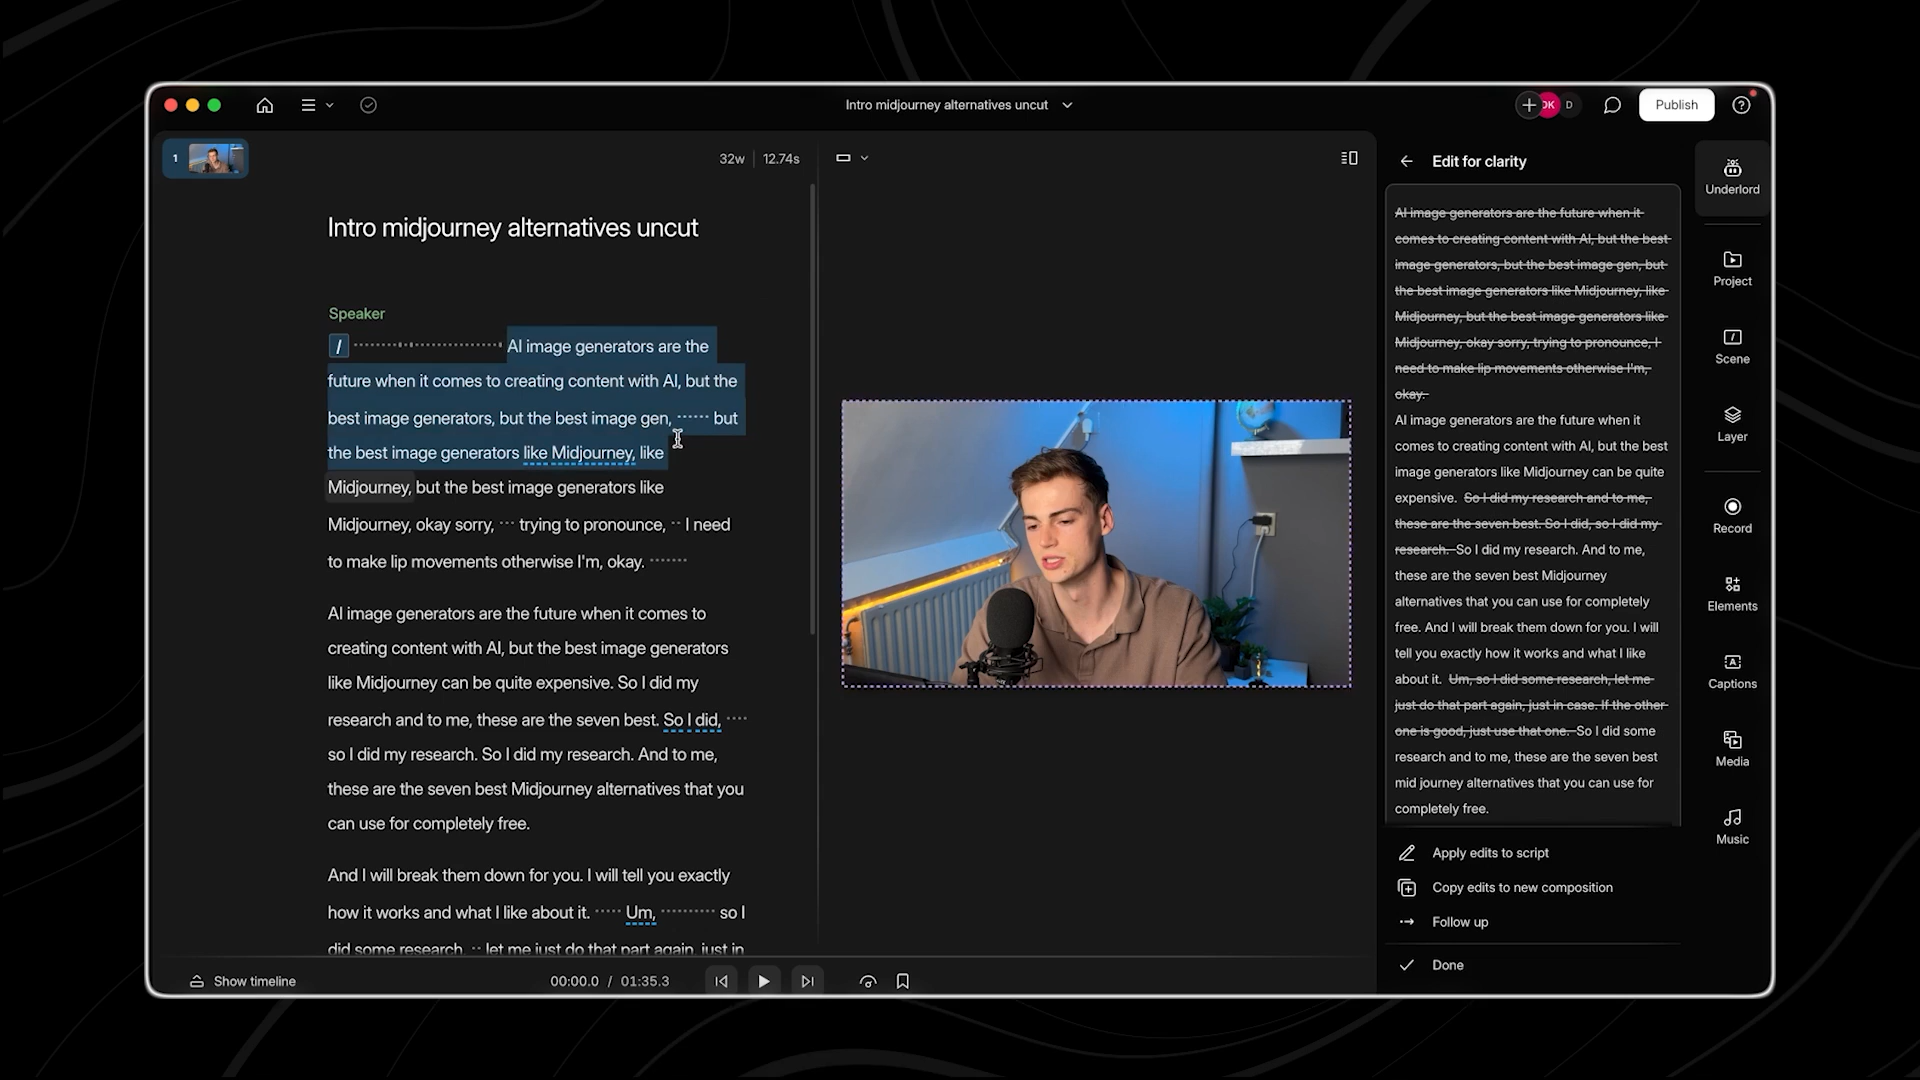 Intro midjourney alternatives uncut
DK
D
Publish
1
32w
12.74s
Intro midjourney alternatives uncut
Speaker
/
AI image generators are the
future when it comes to creating content with AI, but the
best image generators, but the best image gen, but
the best image generators like Midjourney, like
Midjourney, but the best image generators like
Midjourney, okay sorry, trying to pronounce, I need
to make lip movements otherwise I'm, okay.
AI image generators are the future when it comes to
creating content with AI, but the best image generators
like Midjourney can be quite expensive. So I did my
research and to me, these are the seven best. So I did,
so I did my research. So I did my research. And to me,
these are the seven best Midjourney alternatives that you
can use for completely free.
And I will break them down for you. I will tell you exactly
how it works and what I like about it. Um, so I
did some research, let me just do that part again, just in
Show timeline
00:00.0 / 01:35.3
Edit for clarity
AI image generators are the future when it
comes to creating content with AI, but the best
image generators, but the best image gen, but
the best image generators like Midjourney, like
Midjourney, but the best image generators like
Midjourney, okay sorry, trying to pronounce, I
need to make lip movements otherwise I'm,
okay.
AI image generators are the future when it
comes to creating content with AI, but the best
image generators like Midjourney can be quite
expensive. So I did my research and to me,
these are the seven best. So I did, so I did my
research. So I did my research. And to me,
these are the seven best Midjourney
alternatives that you can use for completely
free. And I will break them down for you. I will
tell you exactly how it works and what I like
about it. Um, so I did some research, let me
just do that part again, just in case. If the other
one is good, just use that one. So I did some
research and to me, these are the seven best
mid journey alternatives that you can use for
completely free.
Apply edits to script
Copy edits to new composition
Follow up
Done
Underlord
Project
Scene
Layer
Record
Elements
Captions
Media
Music